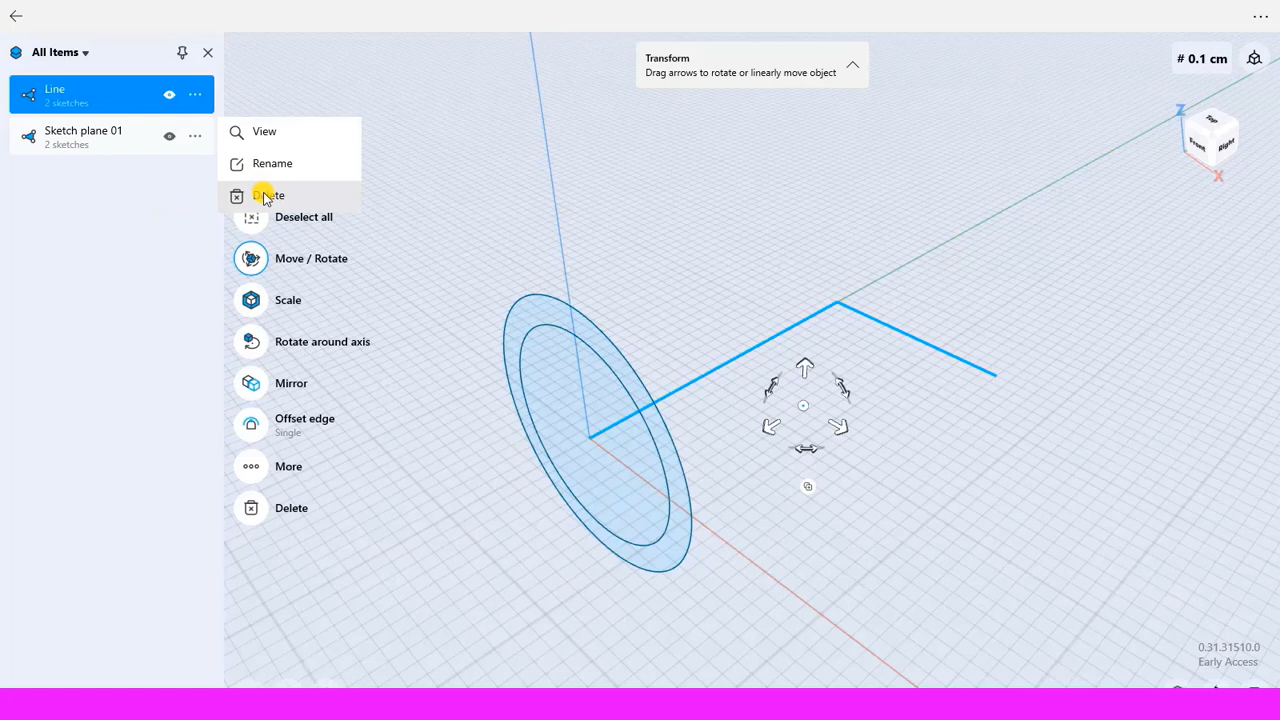 All Items
Line
2 sketches
Sketch plane 01
2 sketches
View
Rename
Deselect all
Move / Rotate
Scale
Rotate around axis
Mirror
Offset edge
Single
More
Delete
Transform
Drag arrows to rotate or linearly move object
# 0.1 cm
Z
Top
Front
Right
X
0.31.31510.0
Early Access